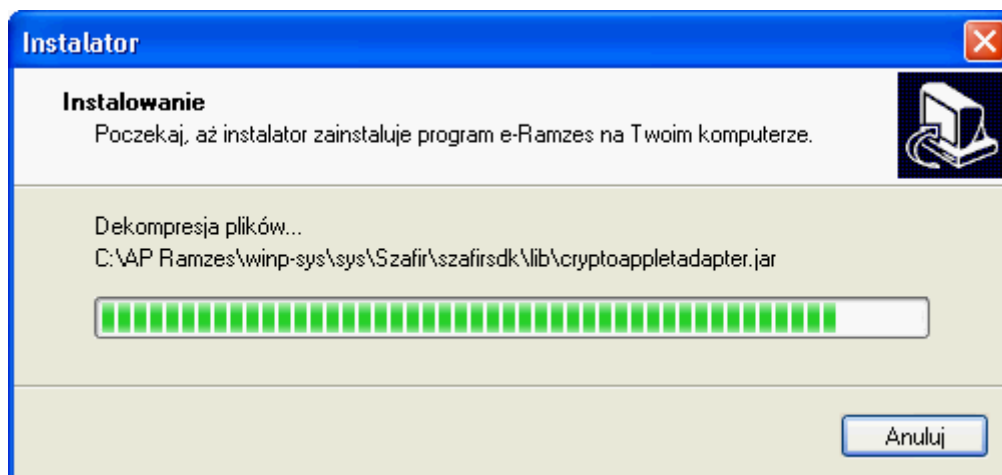 Instalator
Instalowanie
Poczekaj, aż instalator zainstaluje program e-Ramzes na Twoim komputerze.
Dekompresja plików...
C:\AP Ramzes\winp-sys\sys\Szafir\szafirsdk\lib\cryptoappletadapter.jar
Anuluj